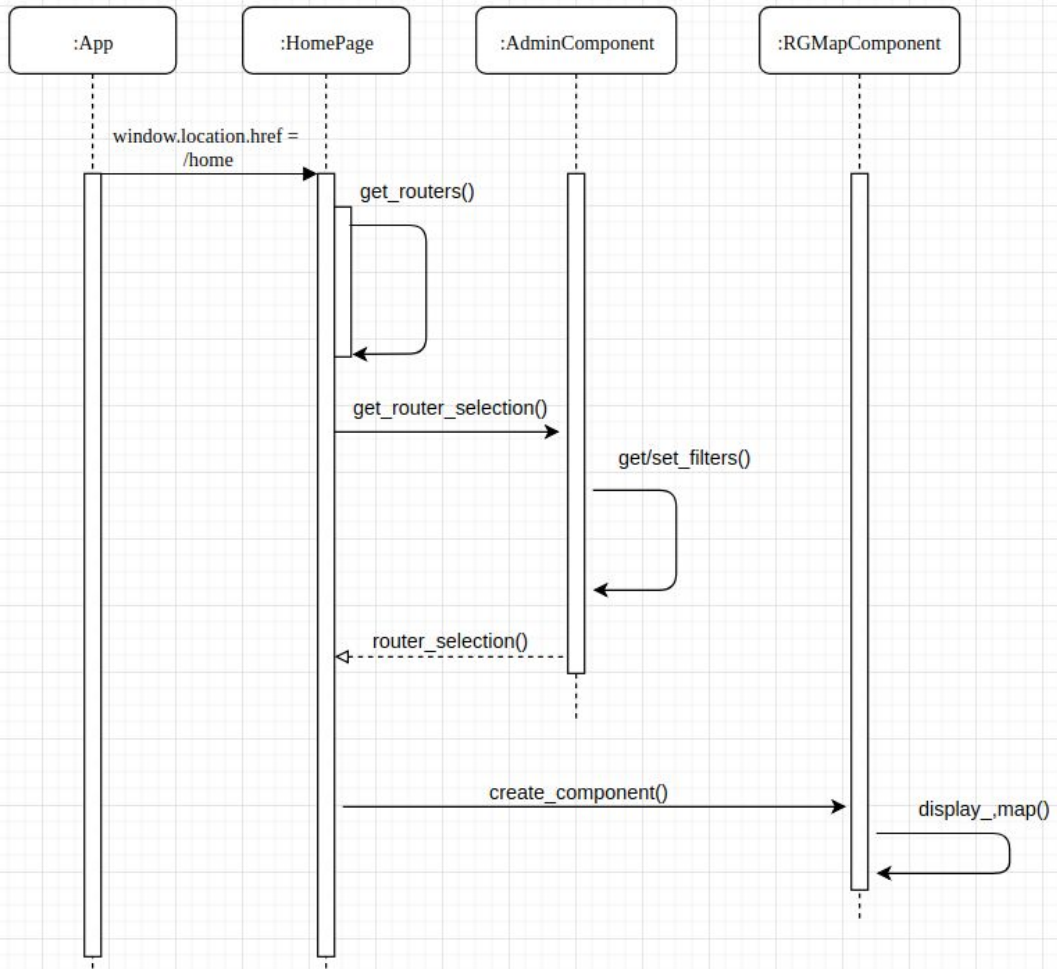 :App
:HomePage
:AdminComponent
:RGMapComponent
window.location.href =
/home
get_routers()
get_router_selection()
get/set_filters()
router_selection()
create_component()
display_,map()